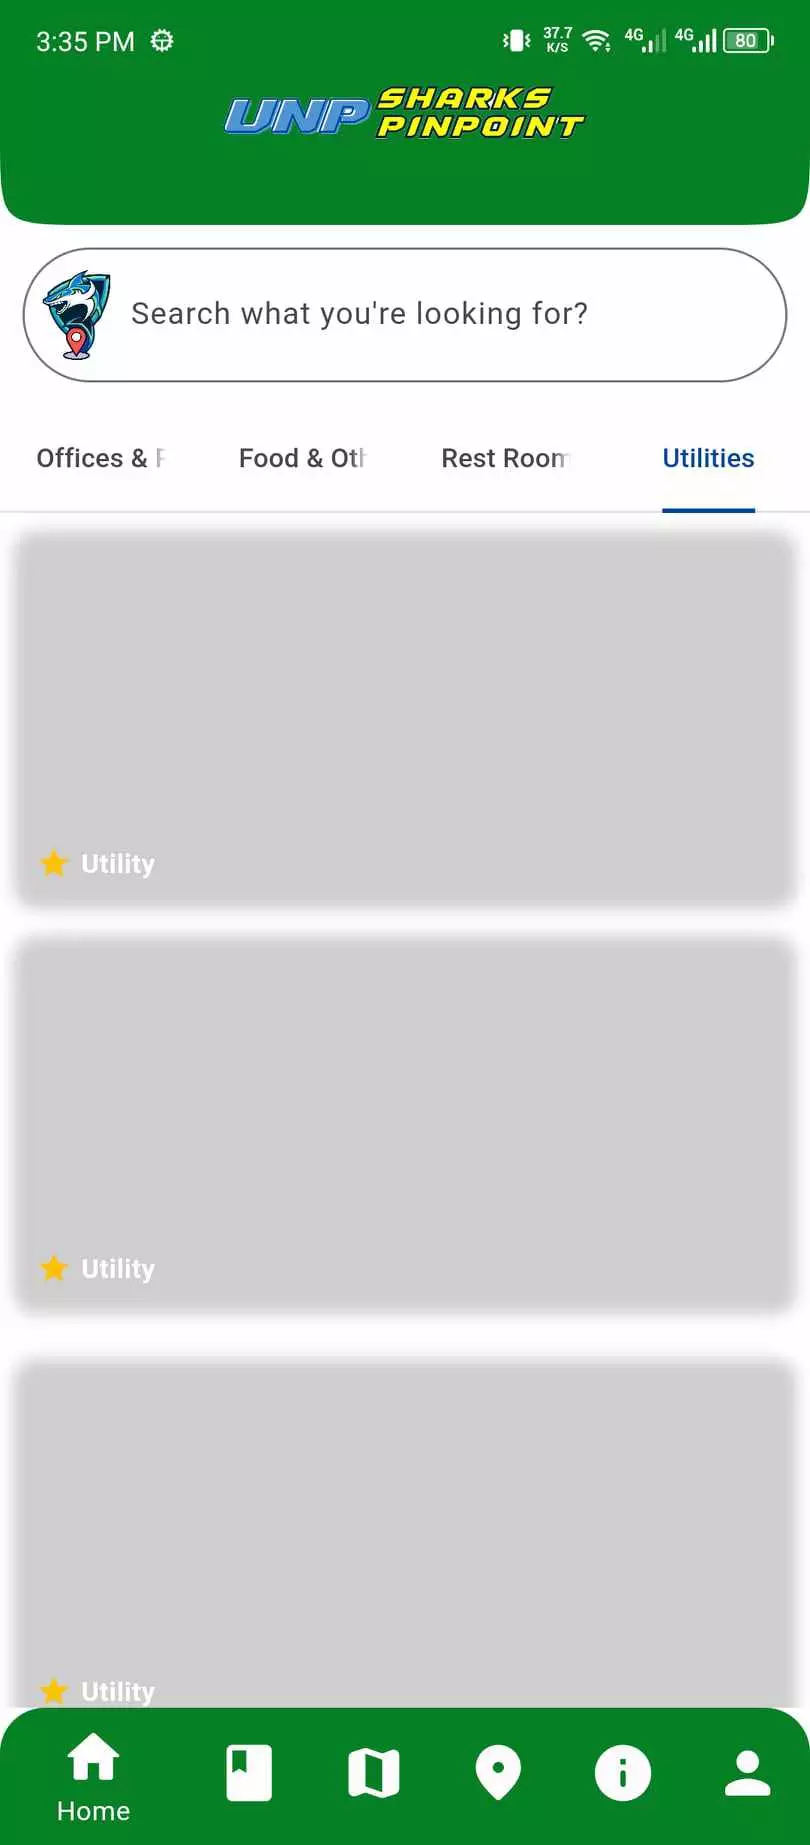 3:35 PM
37.7
K/S
4G
4G
80
UNP SHARKS
PINPOINT
Search what you're looking for?
Offices & Food & Ot Rest Room Utilities
Utility
Utility
Utility
Home